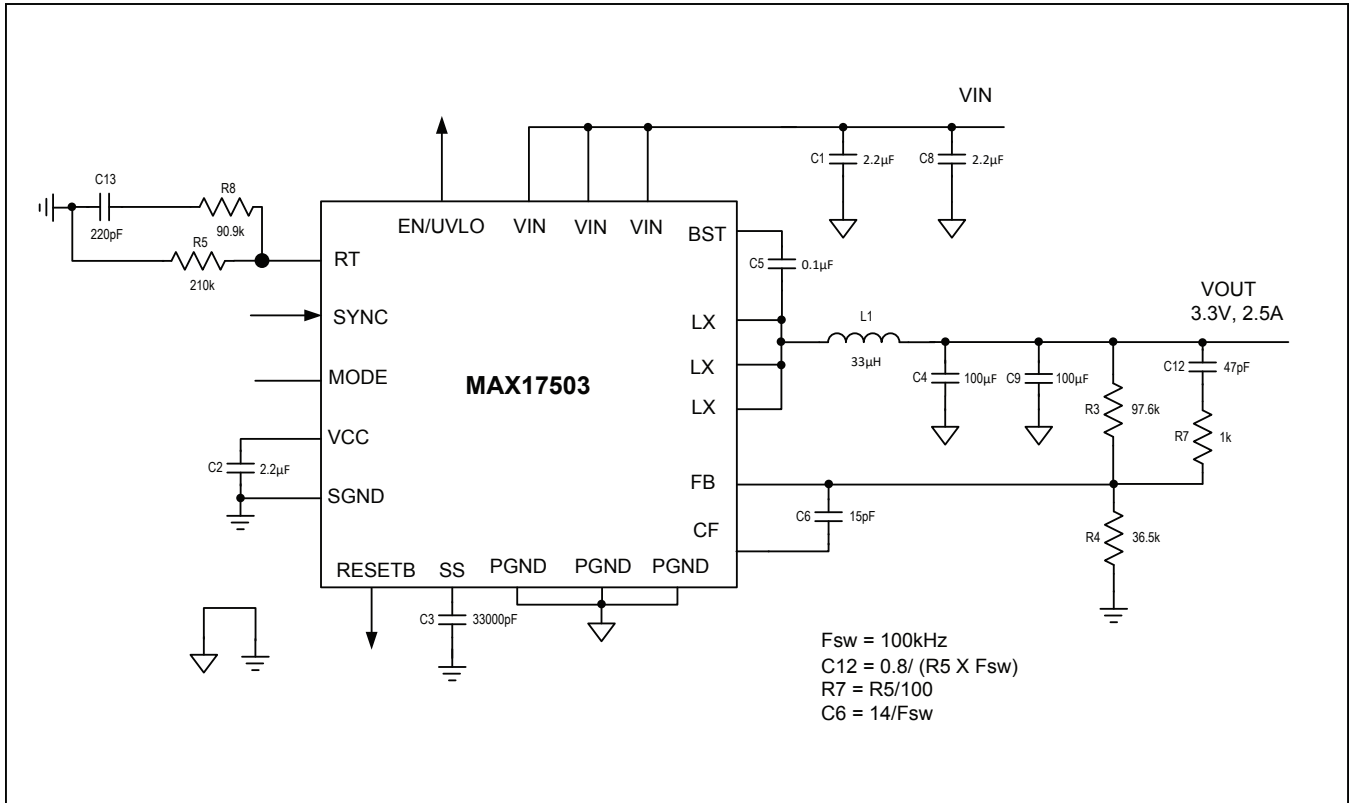 VIN
C1
2.2µF
C8
2.2µF
C13
220pF
R8
90.9k
R5
210k
EN/UVLO
VIN
VIN
VIN
BST
C5
0.1µF
RT
SYNC
MODE
VCC
SGND
C2
2.2µF
MAX17503
LX
LX
LX
L1
33µH
VOUT
3.3V, 2.5A
C4
100µF
C9
100µF
R3
97.6k
C12
47pF
R7
1k
FB
CF
C6
15pF
R4
36.5k
RESETB
SS
PGND
PGND
PGND
C3
33000pF
Fsw = 100kHz
C12 = 0.8/ (R5 X Fsw)
R7 = R5/100
C6 = 14/Fsw